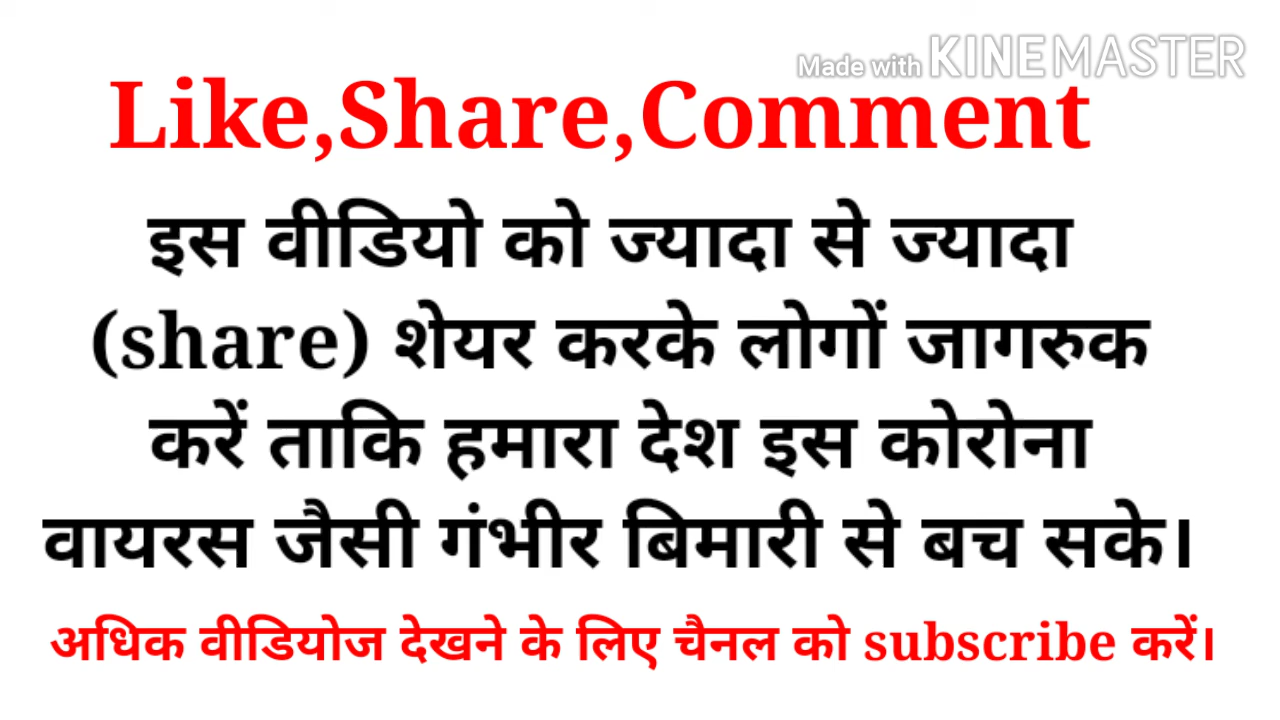 Made with KINEMASTER
Like,Share,Comment
इस वीडियो को ज्यादा से ज्यादा
(share) शेयर करके लोगों जागरुक
करें ताकि हमारा देश इस कोरोना
वायरस जैसी गंभीर बिमारी से बच सके।
अधिक वीडियोज देखने के लिए चैनल को subscribe करें।